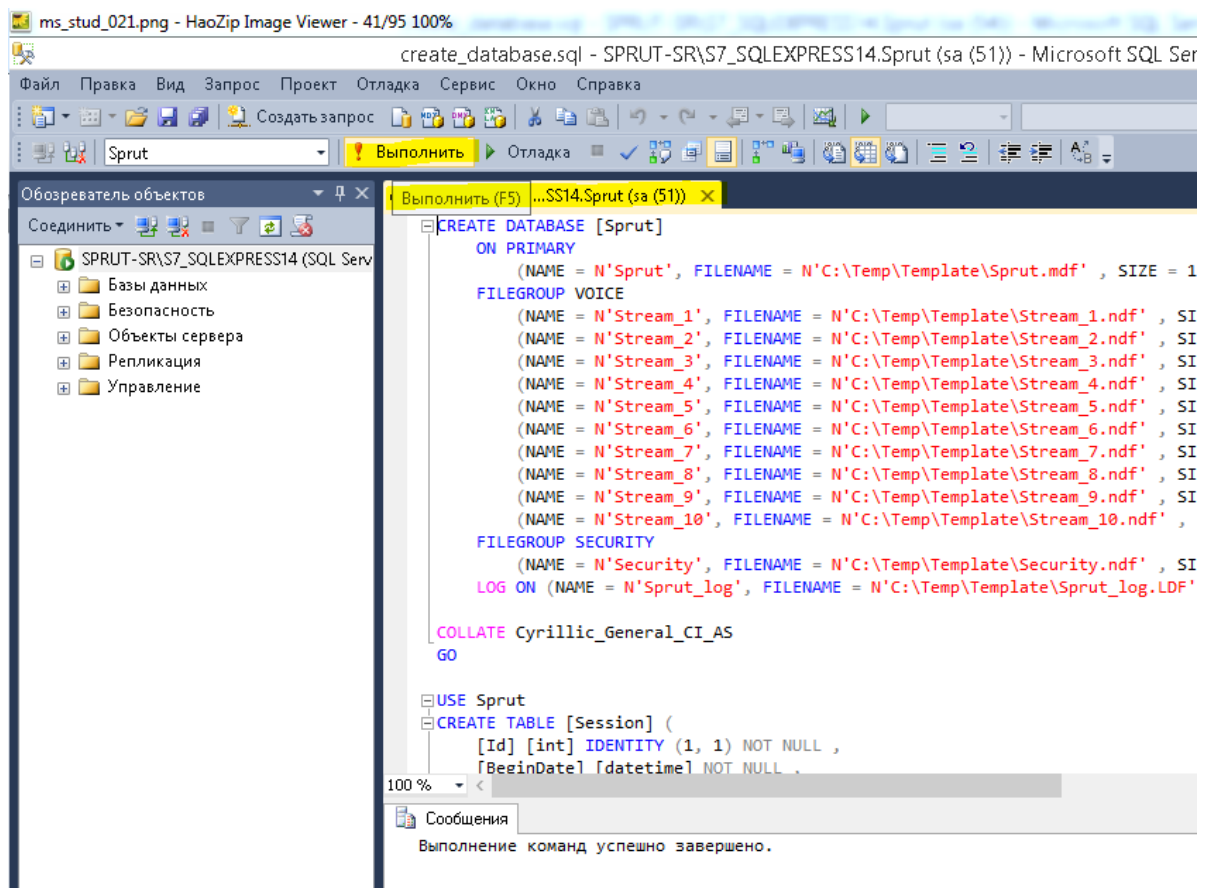 ms_stud_021.png - HaoZip Image Viewer - 41/95 100%
create_database.sql - SPRUT-SR\S7_SQLEXPRESS14.Sprut (sa (51)) - Microsoft SQL Ser
Файл Правка Вид Запрос Проект Отладка Сервис Окно Справка
Создать запрос
Sprut Выполнить Отладка
Обозреватель объектов
Выполнить (F5) ...SS14.Sprut (sa (51))
Соединить
SPRUT-SR\S7_SQLEXPRESS14 (SQL Serv
Базы данных
Безопасность
Объекты сервера
Репликация
Управление
CREATE DATABASE [Sprut]
ON PRIMARY
(NAME = N'Sprut', FILENAME = N'C:\Temp\Template\Sprut.mdf' , SIZE = 1
FILEGROUP VOICE
(NAME = N'Stream_1', FILENAME = N'C:\Temp\Template\Stream_1.ndf' , SI
(NAME = N'Stream_2', FILENAME = N'C:\Temp\Template\Stream_2.ndf' , SI
(NAME = N'Stream_3', FILENAME = N'C:\Temp\Template\Stream_3.ndf' , SI
(NAME = N'Stream_4', FILENAME = N'C:\Temp\Template\Stream_4.ndf' , SI
(NAME = N'Stream_5', FILENAME = N'C:\Temp\Template\Stream_5.ndf' , SI
(NAME = N'Stream_6', FILENAME = N'C:\Temp\Template\Stream_6.ndf' , SI
(NAME = N'Stream_7', FILENAME = N'C:\Temp\Template\Stream_7.ndf' , SI
(NAME = N'Stream_8', FILENAME = N'C:\Temp\Template\Stream_8.ndf' , SI
(NAME = N'Stream_9', FILENAME = N'C:\Temp\Template\Stream_9.ndf' , SI
(NAME = N'Stream_10', FILENAME = N'C:\Temp\Template\Stream_10.ndf' ,
FILEGROUP SECURITY
(NAME = N'Security', FILENAME = N'C:\Temp\Template\Security.ndf' , SI
LOG ON (NAME = N'Sprut_log', FILENAME = N'C:\Temp\Template\Sprut_log.LDF'
COLLATE Cyrillic_General_CI_AS
GO
USE Sprut
CREATE TABLE [Session] (
[Id] [int] IDENTITY (1, 1) NOT NULL ,
[BeginDate] [datetime] NOT NULL ,
100 %
Сообщения
Выполнение команд успешно завершено.